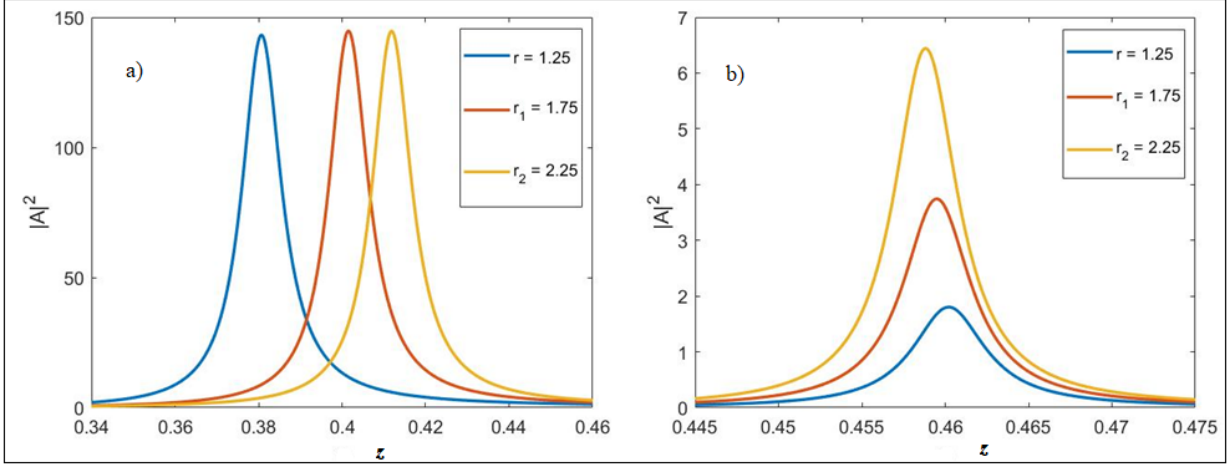 a)
150
100
50
0
|A|²
0.34 0.36 0.38 0.4 0.42 0.44 0.46
z
r = 1.25
r₁ = 1.75
r₂ = 2.25
b)
7
6
5
4
3
2
1
0
|A|²
0.445 0.45 0.455 0.46 0.465 0.47 0.475
z
r = 1.25
r₁ = 1.75
r₂ = 2.25